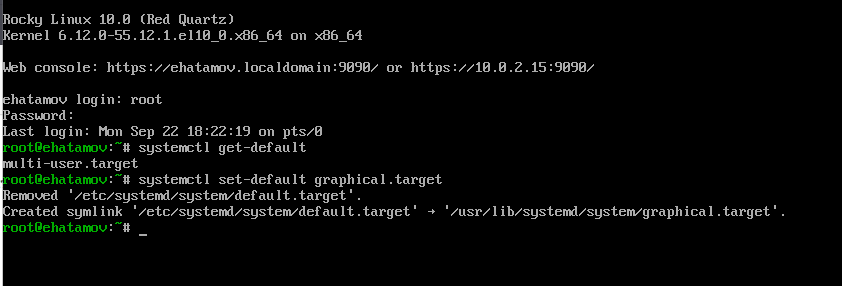 Rocky Linux 10.0 (Red Quartz)
Kernel 6.12.0-55.12.1.el10_0.x86_64 on x86_64
Web console: https://ehatamov.localdomain:9090/ or https://10.0.2.15:9090/
ehatamov login: root
Password:
Last login: Mon Sep 22 18:22:19 on pts/0
root@ehatamov:~# systemctl get-default
multi-user.target
root@ehatamov:~# systemctl set-default graphical.target
Removed '/etc/systemd/system/default.target'.
Created symlink '/etc/systemd/system/default.target' → '/usr/lib/systemd/system/graphical.target'.
root@ehatamov:~# _